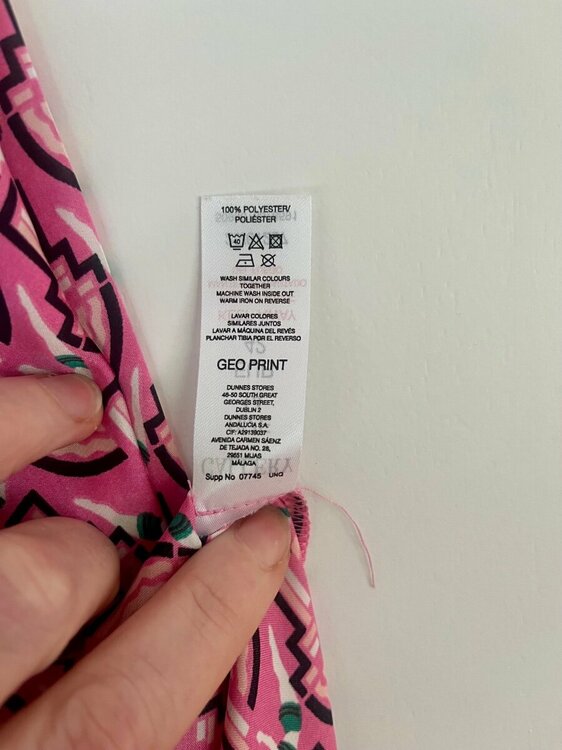 100% POLYESTER/
POLIÉSTER
40
WASH SIMILAR COLOURS
TOGETHER
MACHINE WASH INSIDE OUT
WARM IRON ON REVERSE
LAVAR COLORES
SIMILARES JUNTOS
LAVAR A MÁQUINA DEL REVÉS
PLANCHAR TIBIA POR EL REVERSO
GEO PRINT
DUNNES STORES
46-50 SOUTH GREAT
GEORGES STREET,
DUBLIN 2
DUNNES STORES
ANDALUCIA S.A.
CIF: A29139037
AVENIDA CARMEN SÁENZ
DE TEJADA NO. 28,
29651 MIJAS
MÁLAGA
Supp No 07745 UNQ